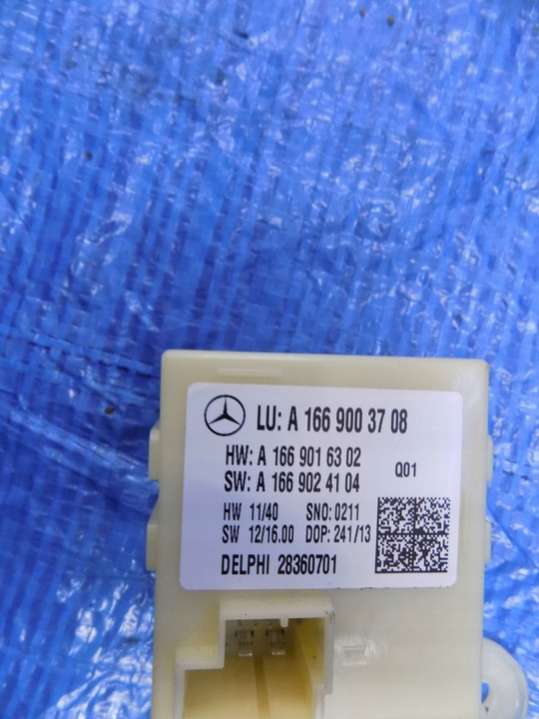 LU: A 166 900 37 08
HW: A 166 901 63 02
SW: A 166 902 41 04
Q01
HW 11/40 SNO: 0211
SW 12/16.00 DOP: 241/13
DELPHI 28360701